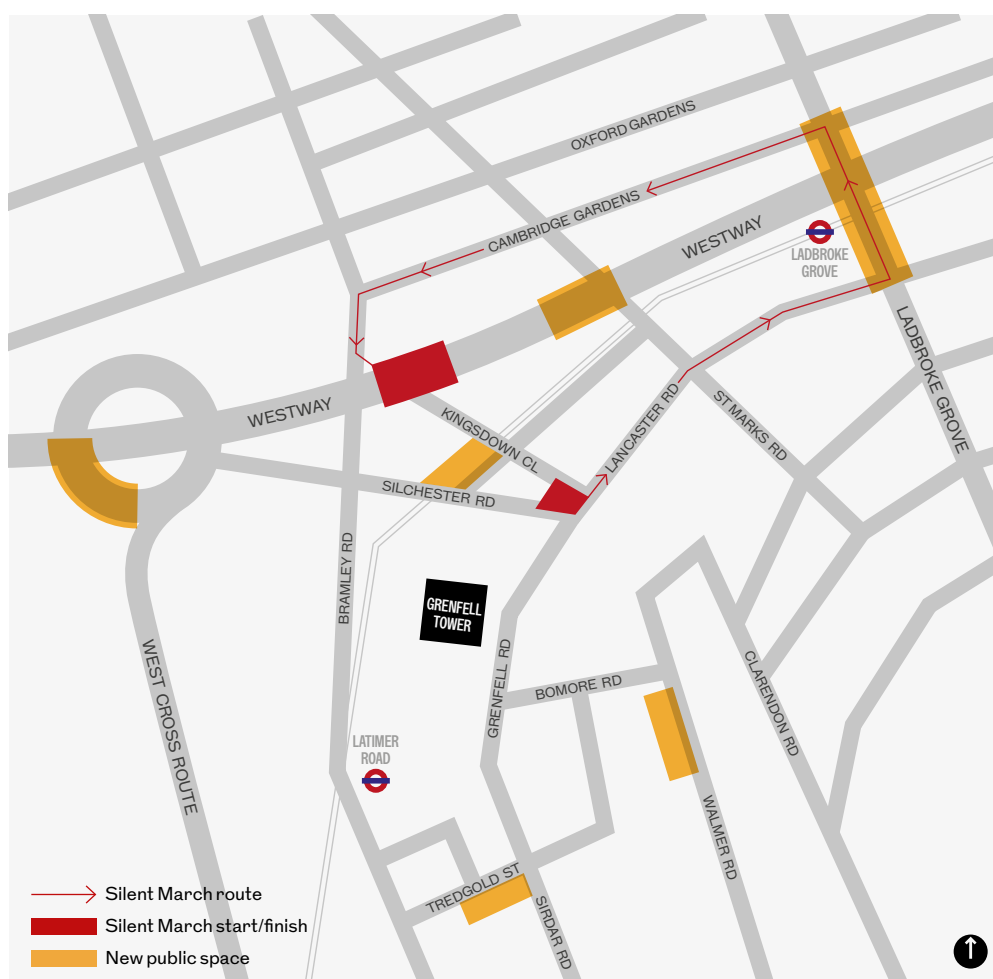 OXFORD GARDENS
CAMBRIDGE GARDENS
WESTWAY
LADBROKE
GROVE
LADBROKE GROVE
WESTWAY
KINGSDOWN CL
LANCASTER RD
ST MARKS RD
SILCHESTER RD
BRAMLEY RD
GRENFELL
TOWER
WEST CROSS ROUTE
GRENFELL RD
BOMORE RD
CLARENDON RD
LATIMER
ROAD
WALMER RD
TREDGOLD ST
SIRDAR RD
Silent March route
Silent March start/finish
New public space